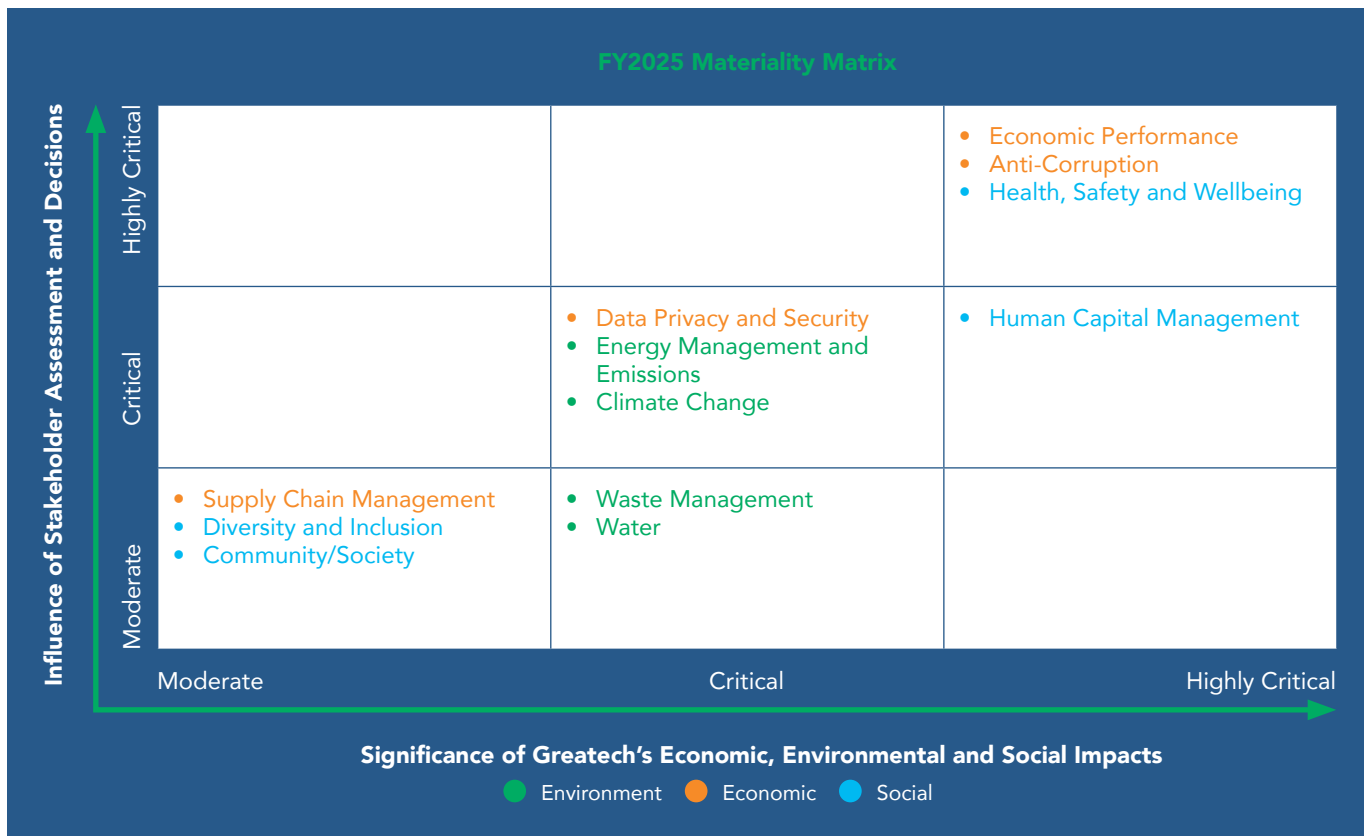 FY2025 Materiality Matrix
Influence of Stakeholder Assessment and Decisions
Highly Critical
• Economic Performance
• Anti-Corruption
• Health, Safety and Wellbeing
Critical
• Data Privacy and Security
• Energy Management and
Emissions
• Climate Change
• Human Capital Management
Moderate
• Supply Chain Management
• Diversity and Inclusion
• Community/Society
• Waste Management
• Water
Moderate
Critical
Highly Critical
Significance of Greatech's Economic, Environmental and Social Impacts
Environment
Economic
Social